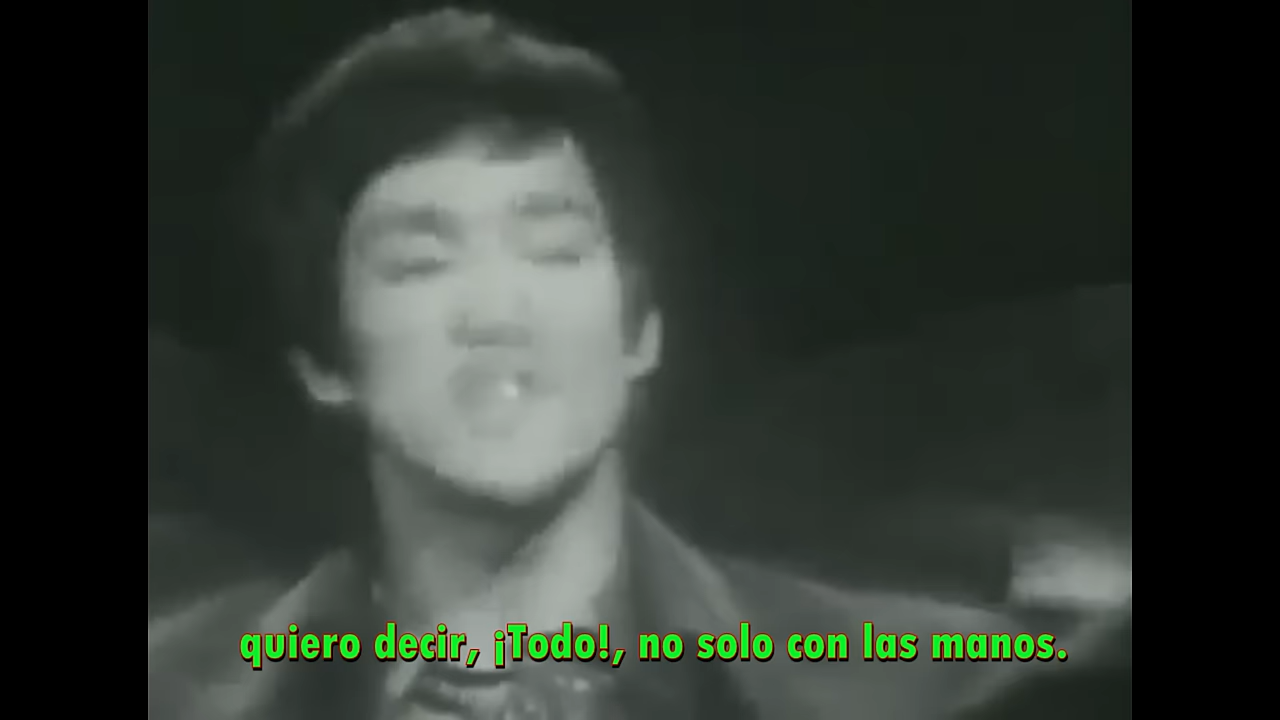 quiero decir, ¡Todo!, no solo con las manos.